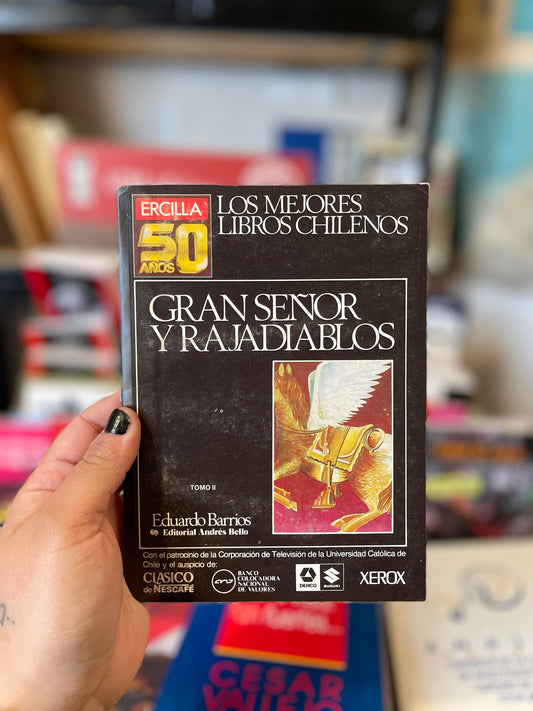 ERCILLA
50
AÑOS
LOS MEJORES
LIBROS CHILENOS
GRAN SEÑOR
Y RAJADIABLOS
TOMO II
Eduardo Barrios
Editorial Andrés Bello
Con el patrocinio de la Corporación de Televisión de la Universidad Católica de
Chile y el auspicio de:
CLASICO
de NESCAFÉ
BANCO
COLOCADORA
NACIONAL
DE VALORES
DERCO
SUZUKI
XEROX
CESAR
VALLEJO